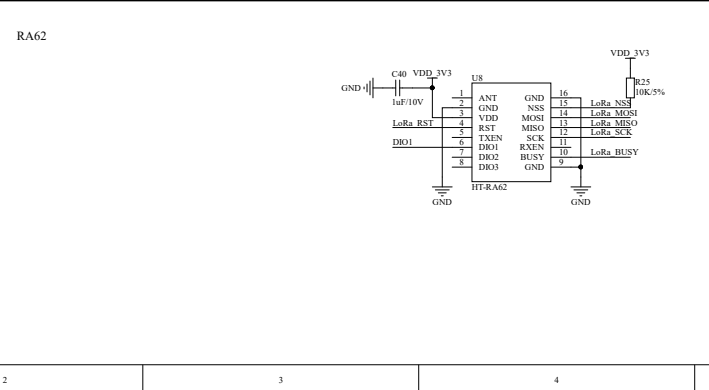 RA62
VDD_3V3
C40
VDD_3V3
U8
GND
R25
10K/5%
1uF/10V
1 ANT GND 16
2 GND NSS 15 LoRa_NSS
3 VDD MOSI 14 LoRa_MOSI
LoRa_RST 4 RST MISO 13 LoRa_MISO
5 TXEN SCK 12 LoRa_SCK
DIO1 6 DIO1 RXEN 11
7 DIO2 BUSY 10 LoRa_BUSY
8 DIO3 GND 9
HT-RA62
GND
GND
2
3
4